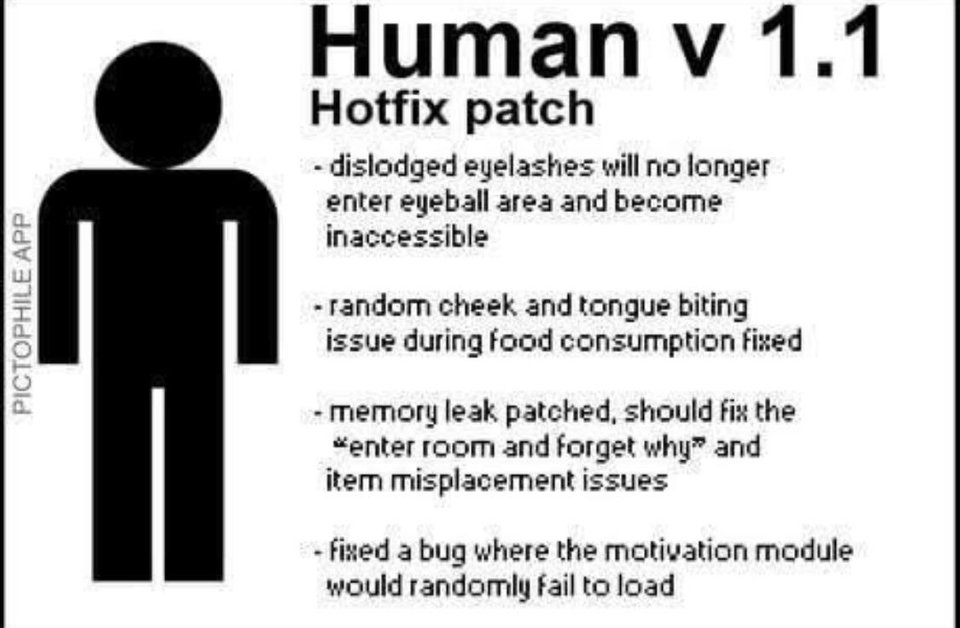 Human v 1.1
Hotfix patch
- dislodged eyelashes will no longer
enter eyeball area and become
inaccessible
- random cheek and tongue biting
issue during food consumption fixed
- memory leak patched, should fix the
“enter room and forget why” and
item misplacement issues
- fixed a bug where the motivation module
would randomly fail to load
PICTOPHILE APP